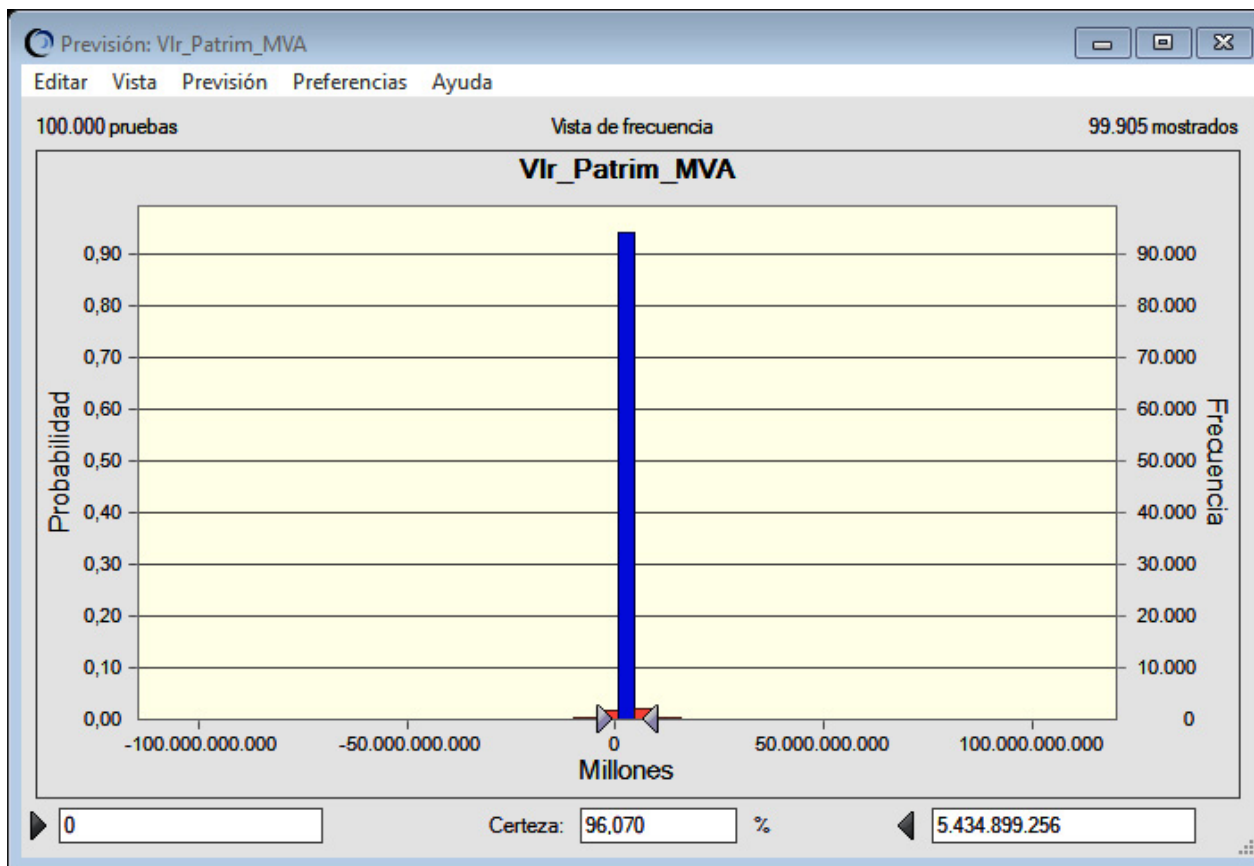 Previsión: Vlr_Patrim_MVA
Editar Vista Previsión Preferencias Ayuda
100.000 pruebas Vista de frecuencia 99.905 mostrados
Vlr_Patrim_MVA
0,90 90.000
0,80 80.000
0,70 70.000
0,60 60.000
0,50 50.000
0,40 40.000
0,30 30.000
0,20 20.000
0,10 10.000
0,00 0
Probabilidad
Frecuencia
-100.000.000.000 -50.000.000.000 0 50.000.000.000 100.000.000.000
Millones
0 Certeza: 96,070 % 5.434.899.256